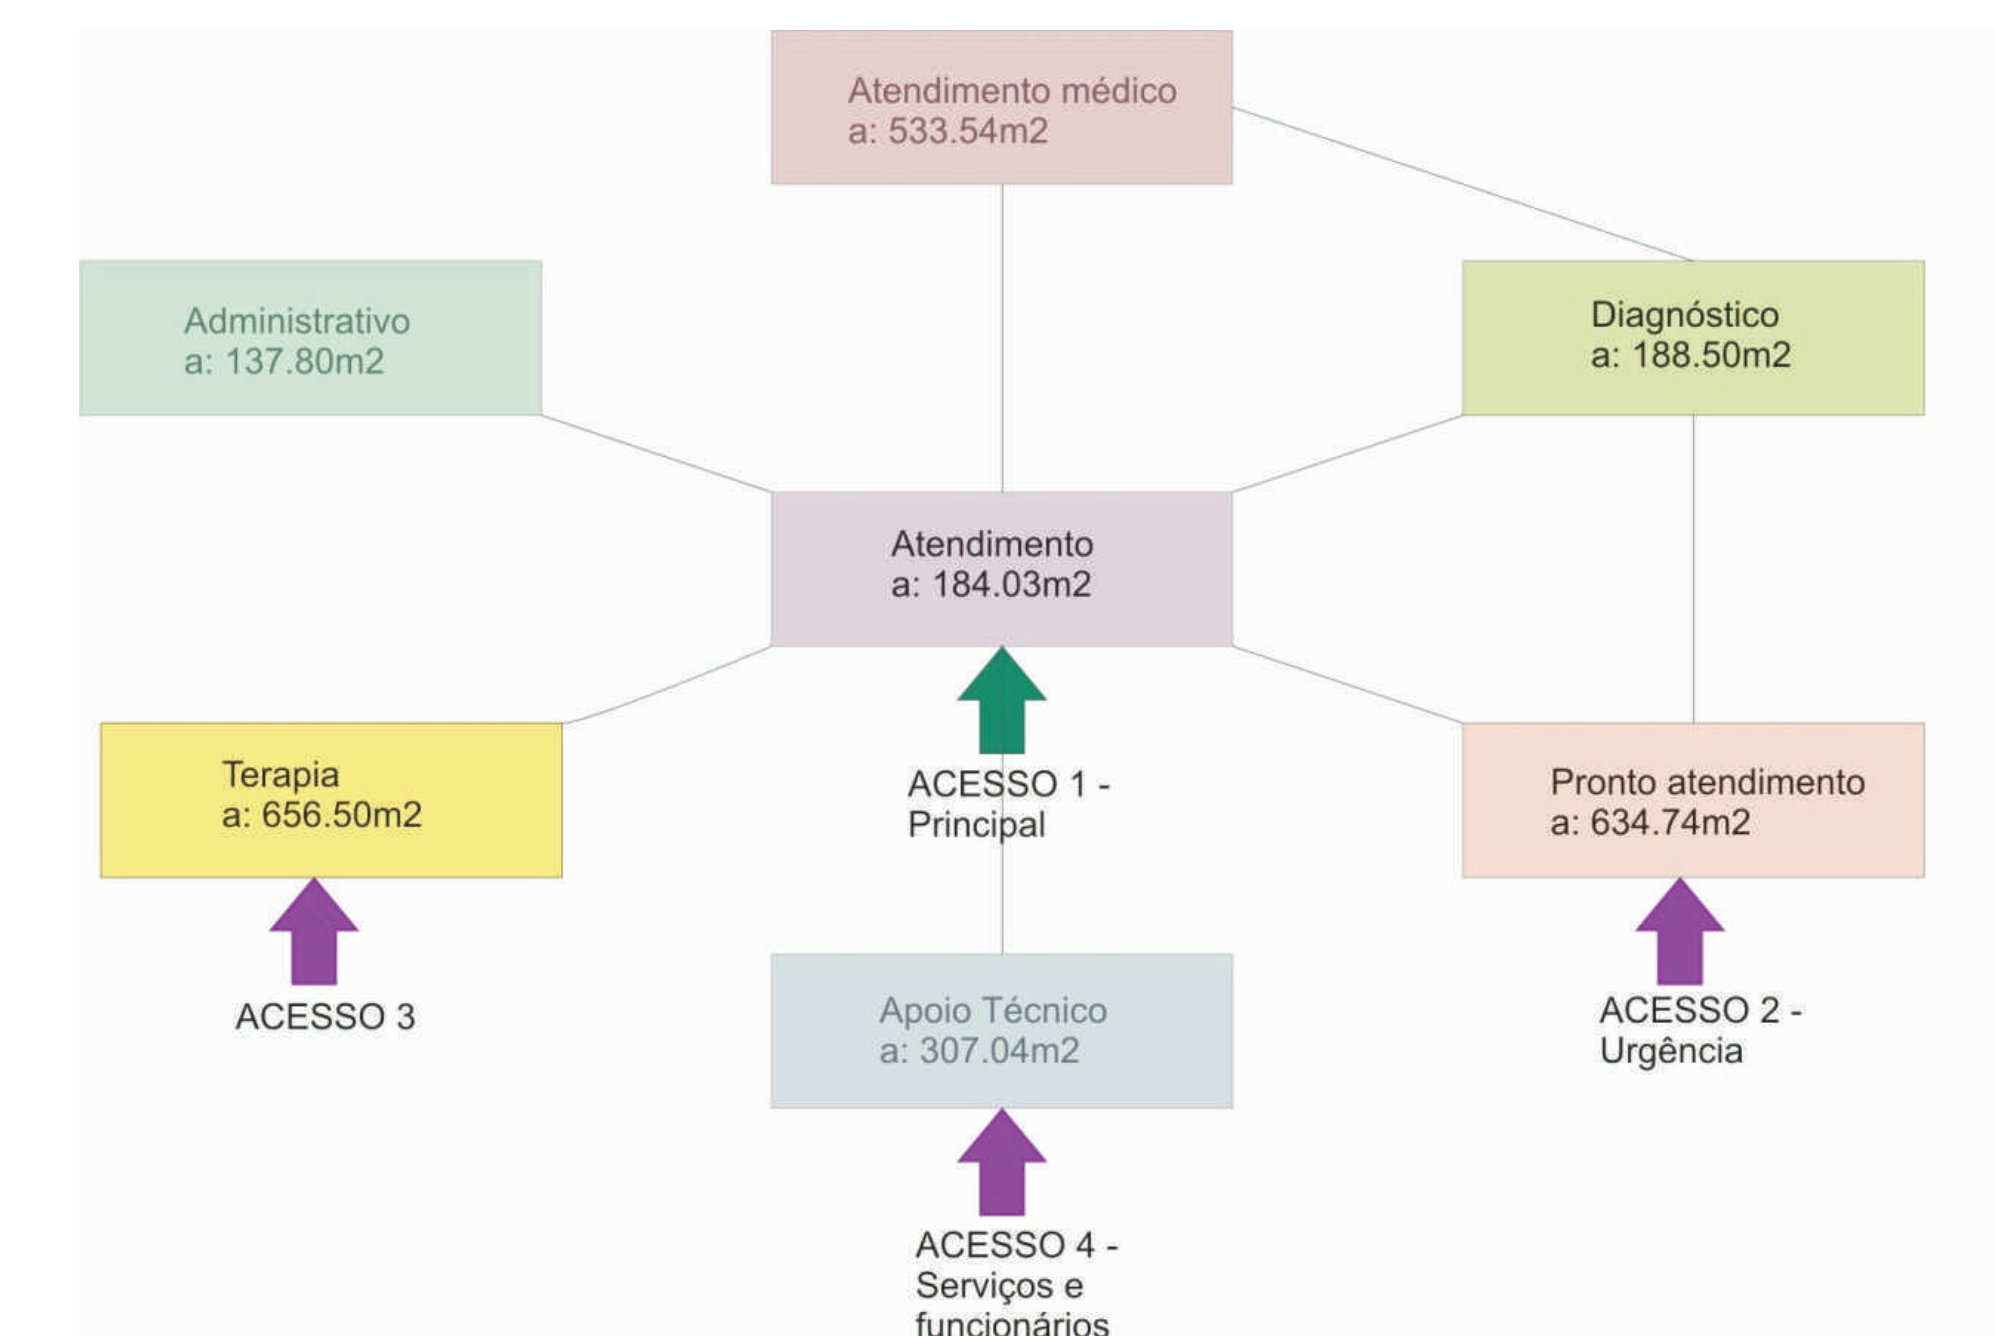 Atendimento médico
a: 533.54m2
Administrativo
a: 137.80m2
Diagnóstico
a: 188.50m2
Atendimento
a: 184.03m2
ACESSO 1 -
Principal
Terapia
a: 656.50m2
Pronto atendimento
a: 634.74m2
ACESSO 3
Apoio Técnico
a: 307.04m2
ACESSO 2 -
Urgência
ACESSO 4 -
Serviços e
funcionários